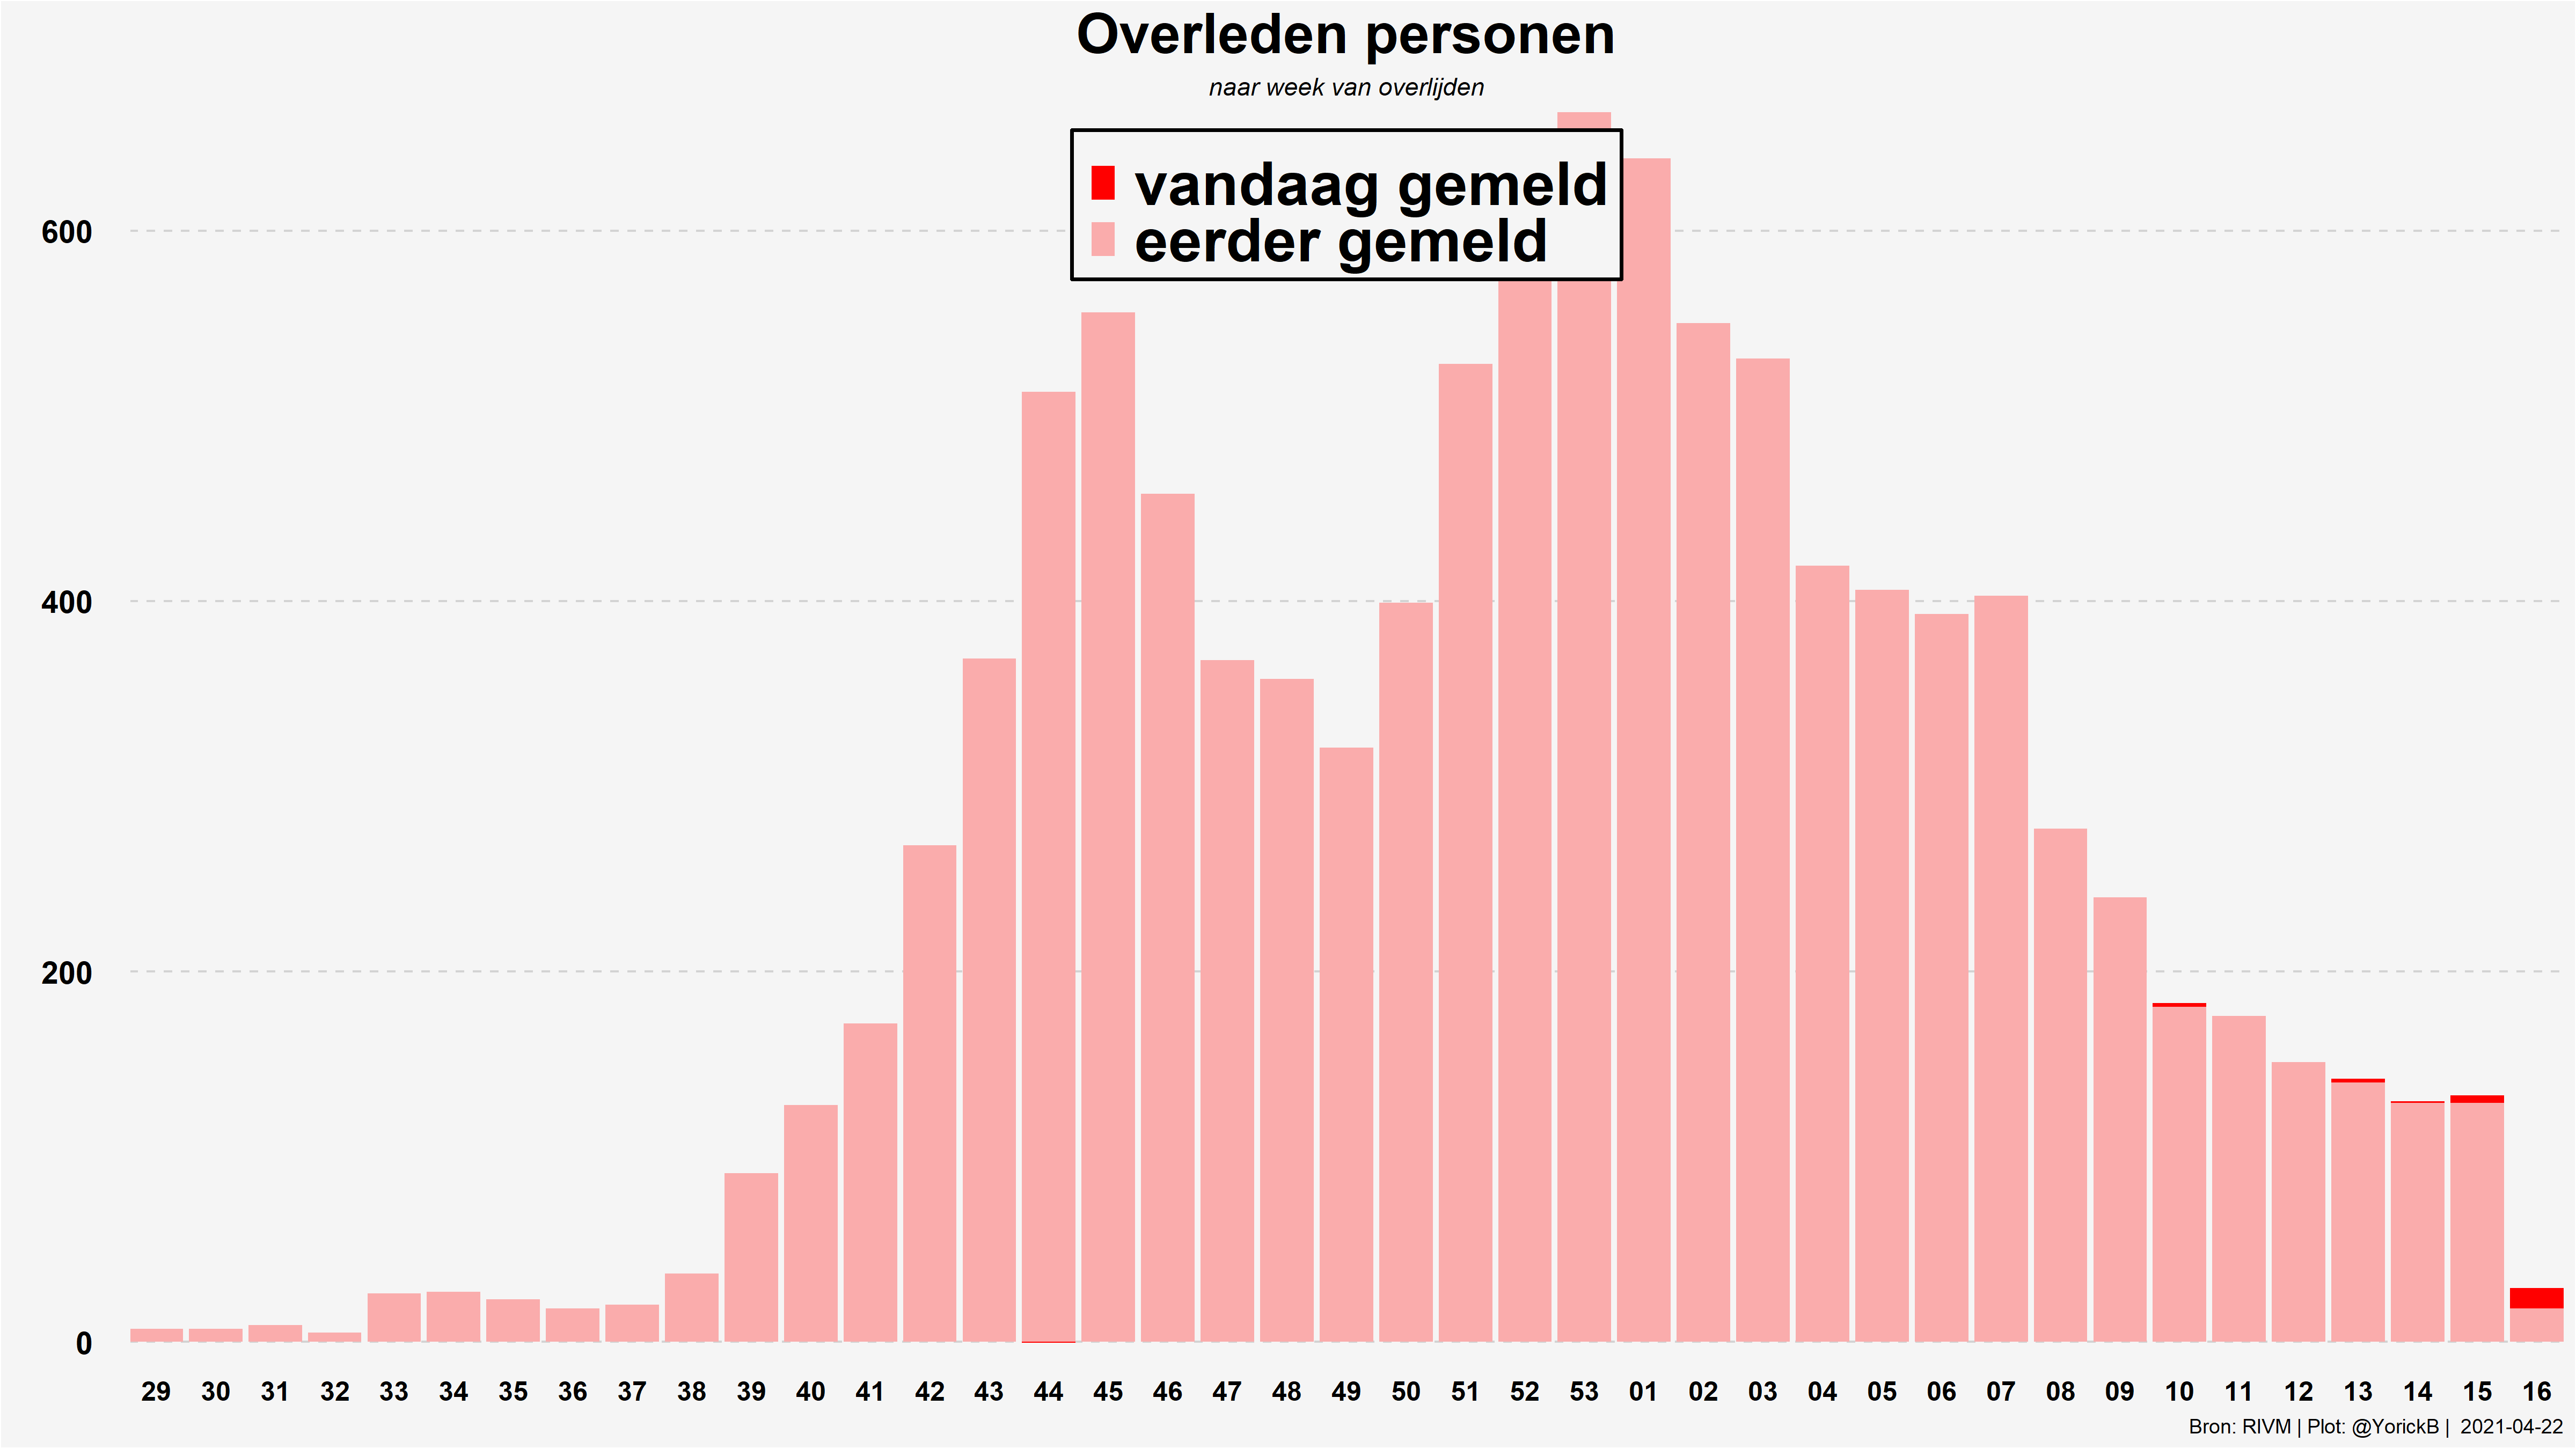 Overleden personen
naar week van overlijden
vandaag gemeld
eerder gemeld
600
400
200
0
29 30 31 32 33 34 35 36 37 38 39 40 41 42 43 44 45 46 47 48 49 50 51 52 53 01 02 03 04 05 06 07 08 09 10 11 12 13 14 15 16
Bron: RIVM | Plot: @YorickB | 2021-04-22